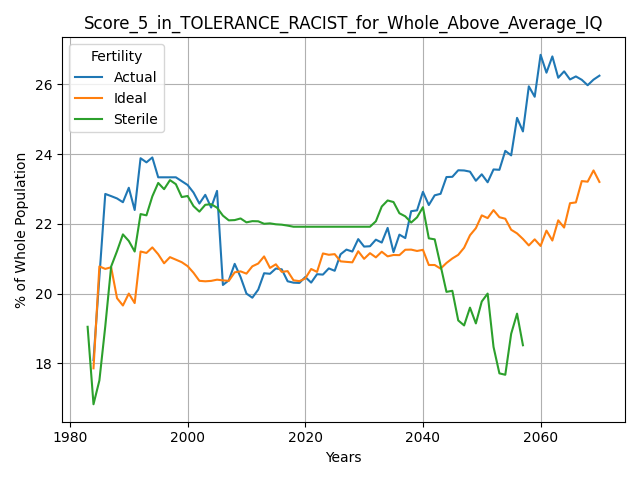 Score_5_in_TOLERANCE_RACIST_for_Whole_Above_Average_IQ
Fertility
Actual
Ideal
Sterile
% of Whole Population
26
24
22
20
18
1980
2000
2020
2040
2060
Years